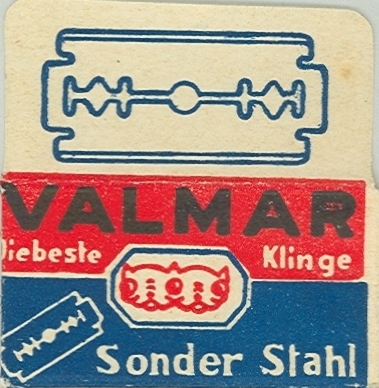 VALMAR
Diebeste Klinge
Sonder Stahl